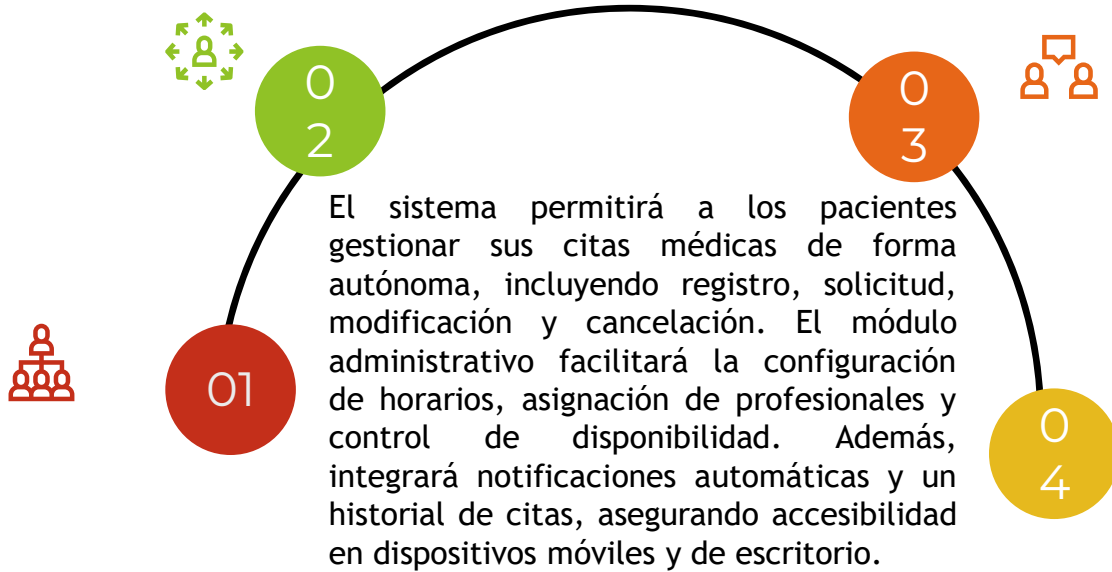 0
2
0
3
El sistema permitirá a los pacientes
gestionar sus citas médicas de forma
autónoma, incluyendo registro, solicitud,
modificación y cancelación. El módulo
administrativo facilitará la configuración
de horarios, asignación de profesionales y
control de disponibilidad. Además,
integrará notificaciones automáticas y un
historial de citas, asegurando accesibilidad
en dispositivos móviles y de escritorio.
01
0
4